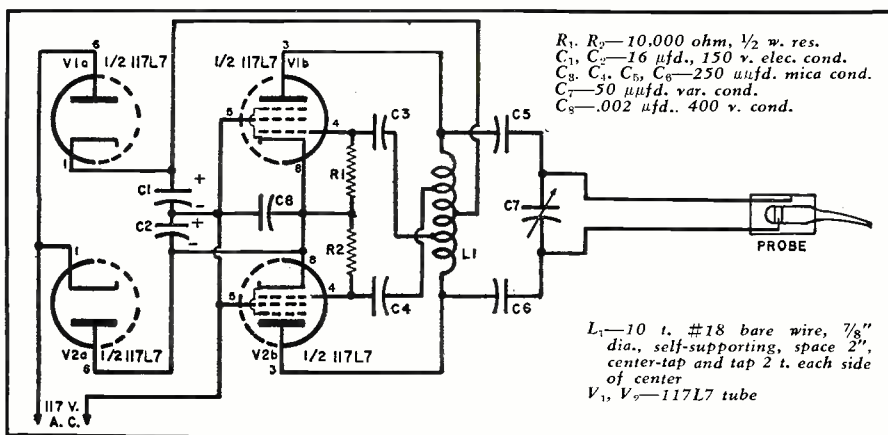 6
V1a
1/2 117L7
1
1/2 117L7
3
V1b
5
4
8
C3
R1
C1
+
-
C2
+
-
C8
R2
C5
C7
L1
PROBE
1
V2a
1/2 117L7
6
8
5
4
V2b
3
1/2 117L7
C4
C6
117 V.
A. C.
R₁. R₂—10,000 ohm, 1/2 w. res.
C₁, C₂—16 μfd., 150 v. elec. cond.
C₃. C₄. C₅, C₆—250 μμfd. mica cond.
C₇—50 μμfd. var. cond.
C₈—.002 μfd.. 400 v. cond.
L₁—10 t. #18 bare wire, 7/8"
dia., self-supporting, space 2",
center-tap and tap 2 t. each side
of center
V₁, V₂—117L7 tube